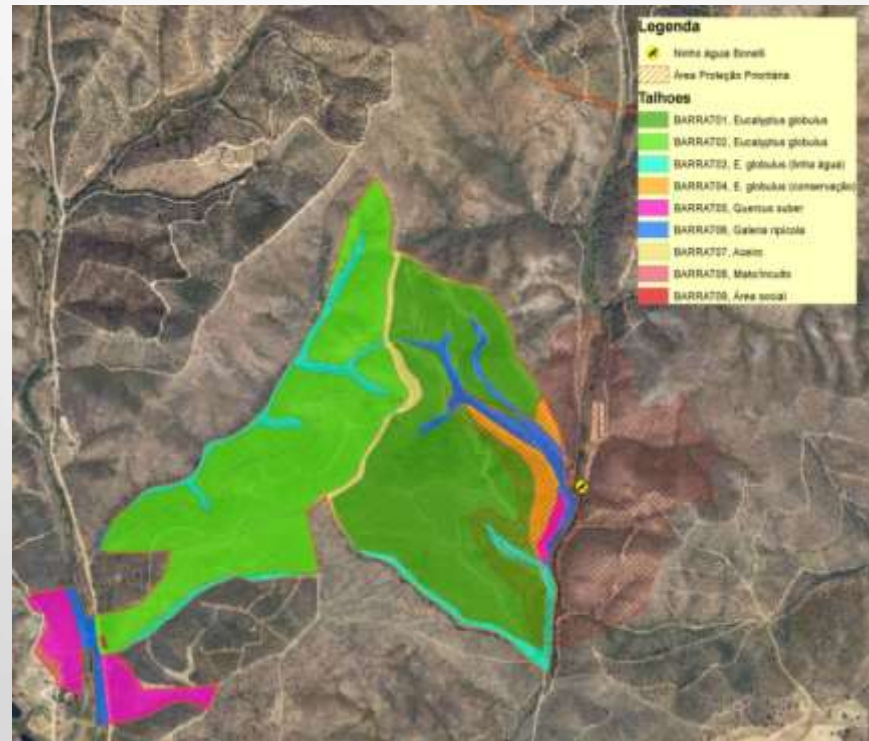 Legenda
Ninho águia Bonelli
Área Proteção Prioritária
Talhoes
BARRAT01, Eucalyptus globulus
BARRAT02, Eucalyptus globulus
BARRAT03, E. globulus (linha água)
BARRAT04, E. globulus (conservação)
BARRAT05, Quercus suber
BARRAT06, Galeria ripícola
BARRAT07, Aceiro
BARRAT08, Mato/inculto
BARRAT09, Área social